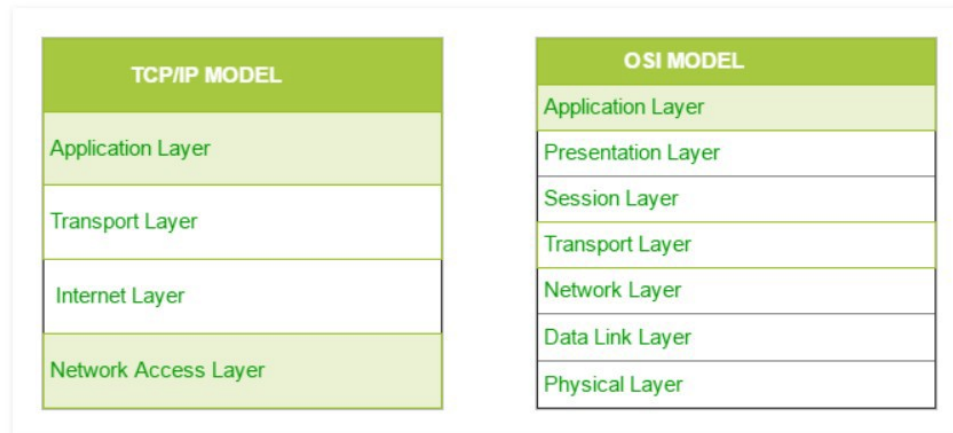 TCP/IP MODEL
Application Layer
Transport Layer
Internet Layer
Network Access Layer
OSI MODEL
Application Layer
Presentation Layer
Session Layer
Transport Layer
Network Layer
Data Link Layer
Physical Layer